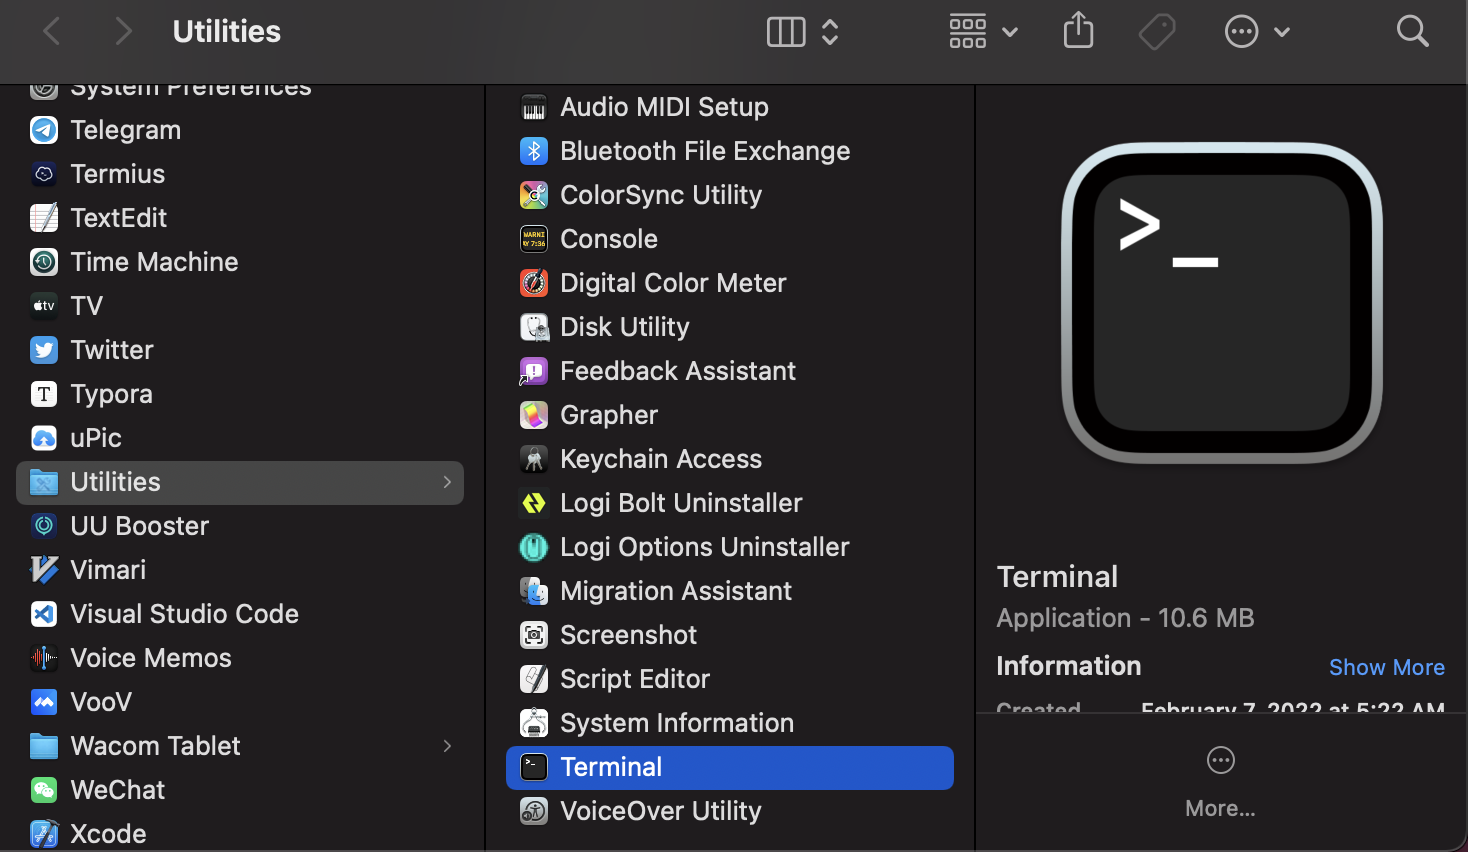 Utilities
System Preferences
Telegram
Termius
TextEdit
Time Machine
TV
Twitter
Typora
uPic
Utilities
UU Booster
Vimari
Visual Studio Code
Voice Memos
VooV
Wacom Tablet
WeChat
Xcode
Audio MIDI Setup
Bluetooth File Exchange
ColorSync Utility
Console
Digital Color Meter
Disk Utility
Feedback Assistant
Grapher
Keychain Access
Logi Bolt Uninstaller
Logi Options Uninstaller
Migration Assistant
Screenshot
Script Editor
System Information
Terminal
VoiceOver Utility
>_
Terminal
Application - 10.6 MB
Information Show More
Created February 7, 2022 at 5:22 AM
More...